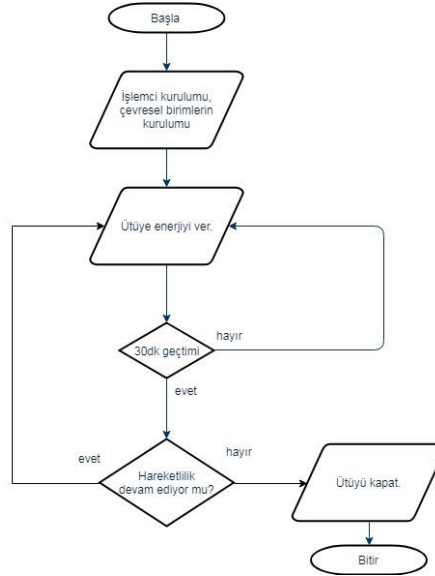 Başla
İşlemci kurulumu,
çevresel birimlerin
kurulumu
Ütüye enerjiyi ver.
30dk geçtimi
hayır
evet
Hareketlilik
devam ediyor mu?
evet
hayır
Ütüyü kapat.
Bitir